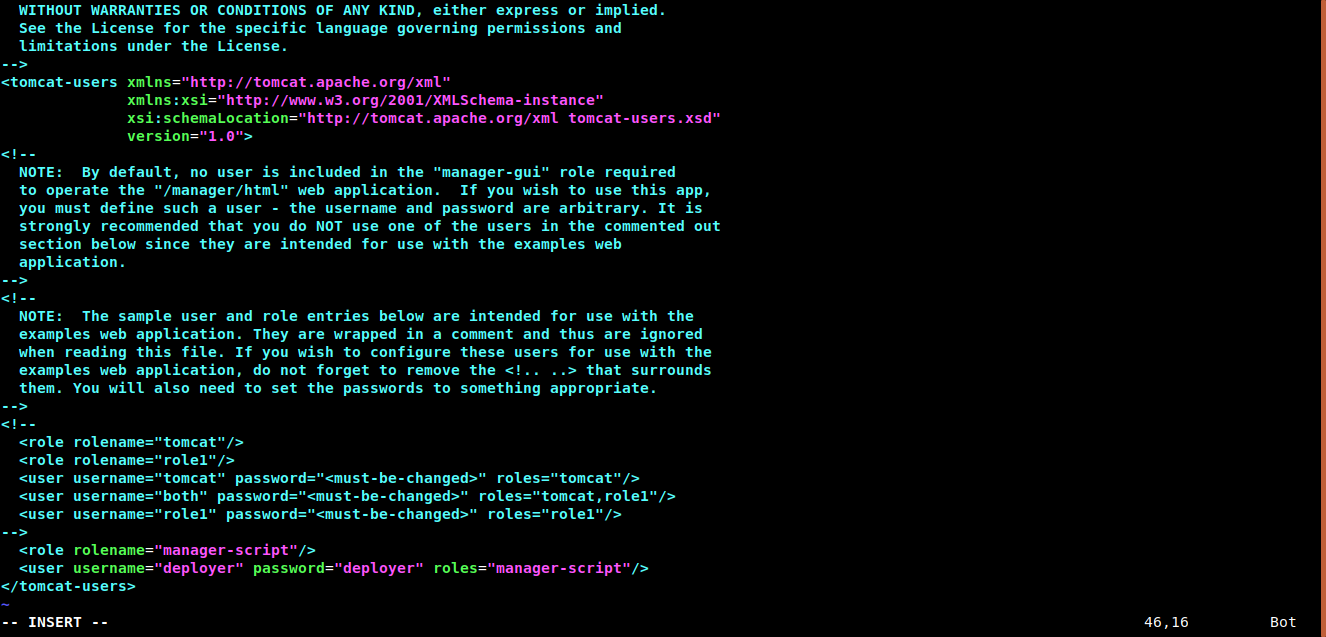 WITHOUT WARRANTIES OR CONDITIONS OF ANY KIND, either express or implied.
  See the License for the specific language governing permissions and
  limitations under the License.
-->
<tomcat-users xmlns="http://tomcat.apache.org/xml"
              xmlns:xsi="http://www.w3.org/2001/XMLSchema-instance"
              xsi:schemaLocation="http://tomcat.apache.org/xml tomcat-users.xsd"
              version="1.0">
<!--
  NOTE:  By default, no user is included in the "manager-gui" role required
  to operate the "/manager/html" web application.  If you wish to use this app,
  you must define such a user - the username and password are arbitrary. It is
  strongly recommended that you do NOT use one of the users in the commented out
  section below since they are intended for use with the examples web
  application.
-->
<!--
  NOTE:  The sample user and role entries below are intended for use with the
  examples web application. They are wrapped in a comment and thus are ignored
  when reading this file. If you wish to configure these users for use with the
  examples web application, do not forget to remove the <!.. ..> that surrounds
  them. You will also need to set the passwords to something appropriate.
-->
<!--
  <role rolename="tomcat"/>
  <role rolename="role1"/>
  <user username="tomcat" password="<must-be-changed>" roles="tomcat"/>
  <user username="both" password="<must-be-changed>" roles="tomcat,role1"/>
  <user username="role1" password="<must-be-changed>" roles="role1"/>
-->
  <role rolename="manager-script"/>
  <user username="deployer" password="deployer" roles="manager-script"/>
</tomcat-users>
~
-- INSERT --                                        46,16         Bot